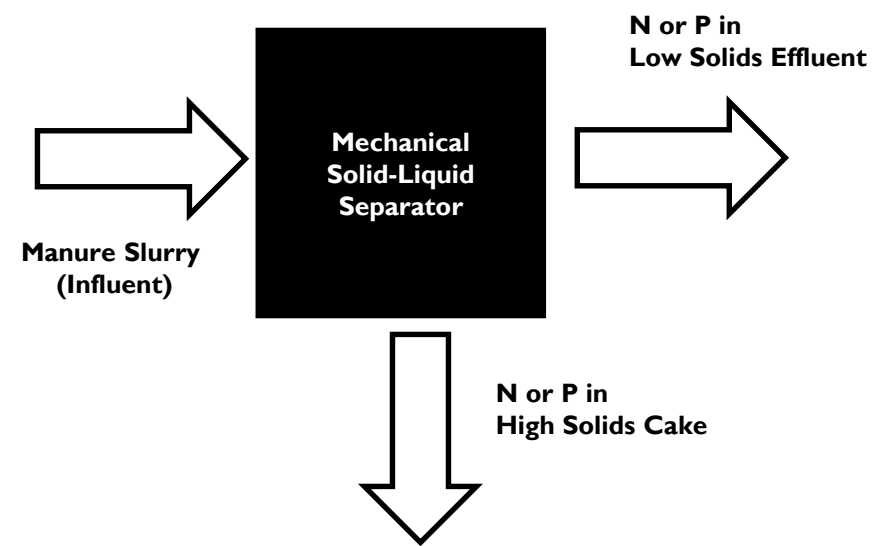 N or P in
Low Solids Effluent
Mechanical
Solid-Liquid
Separator
Manure Slurry
(Influent)
N or P in
High Solids Cake